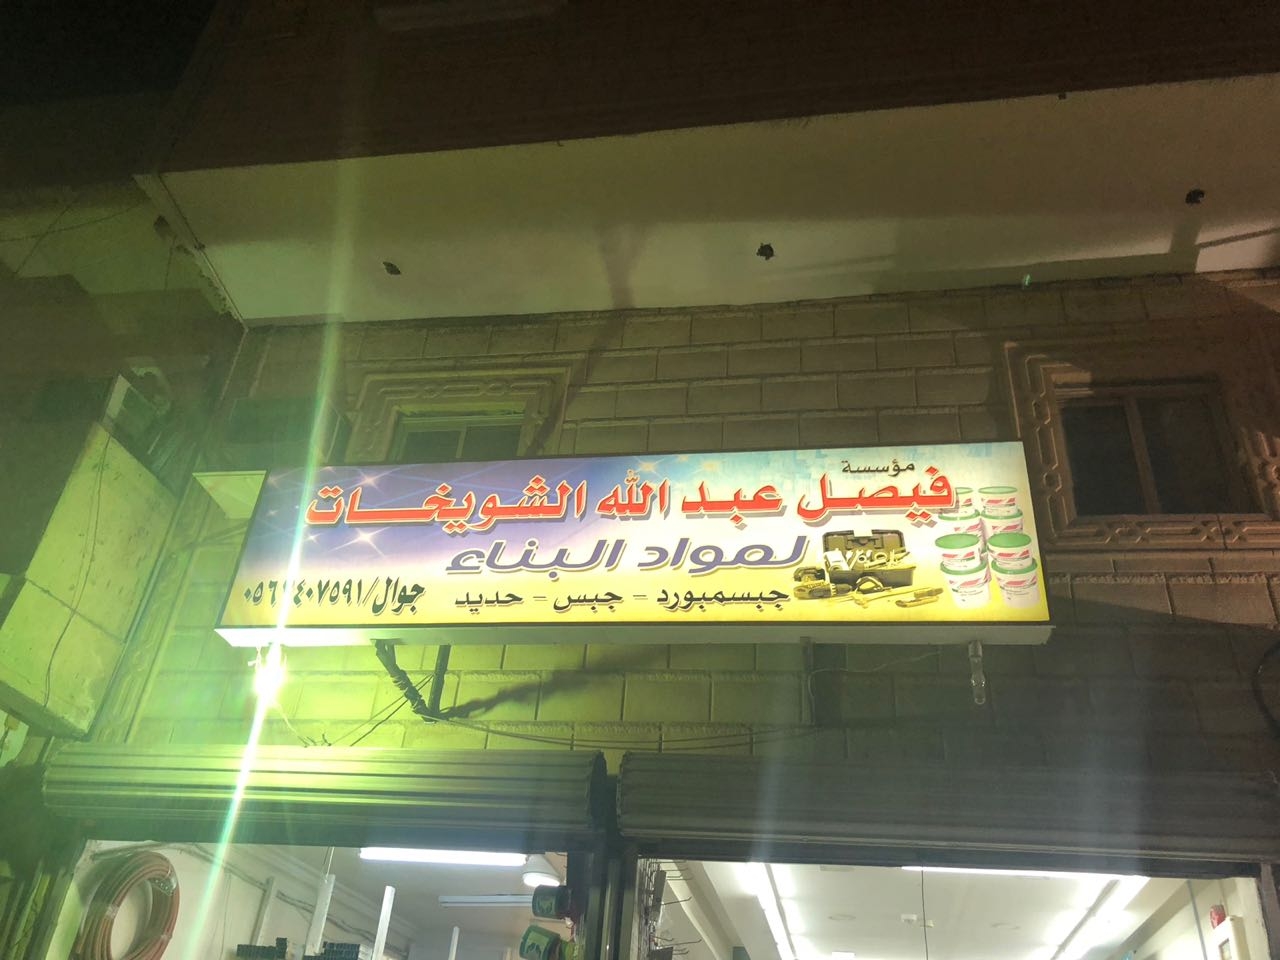 مؤسسة
فيصل عبد الله الشويخات
لمواد البناء
جبسمبورد - جبس - حديد
جوال/